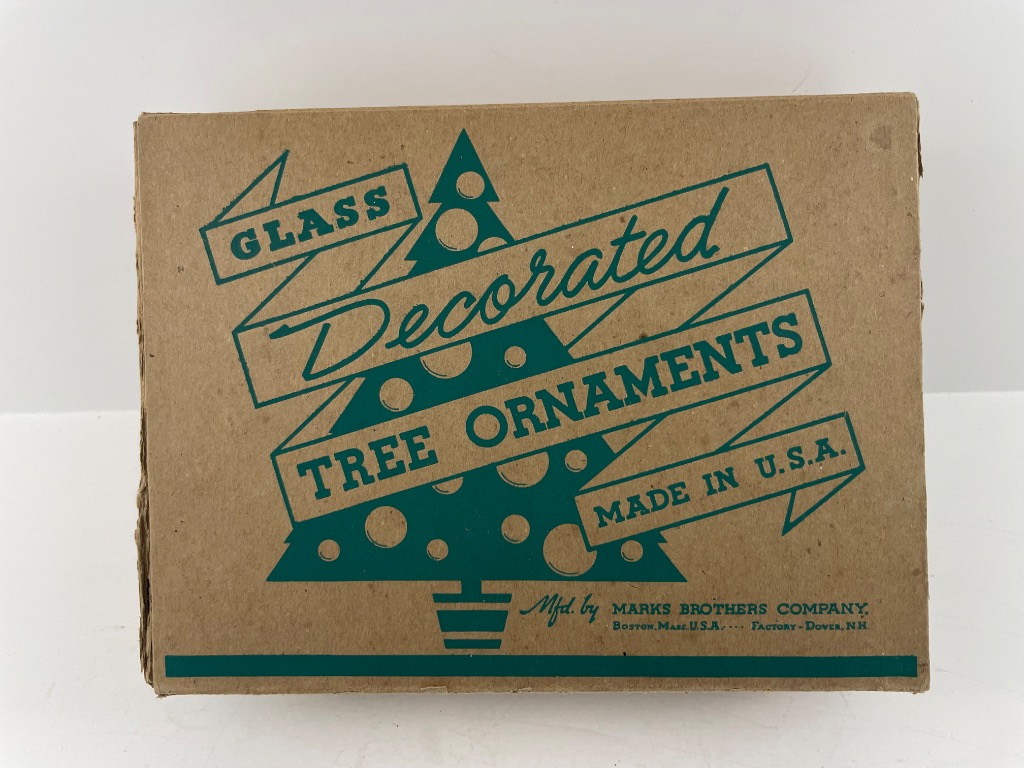 GLASS
Decorated
TREE ORNAMENTS
MADE IN U.S.A.
Mfd. by MARKS BROTHERS COMPANY.
BOSTON, MASS. U.S.A. .... FACTORY - DOVER, N.H.